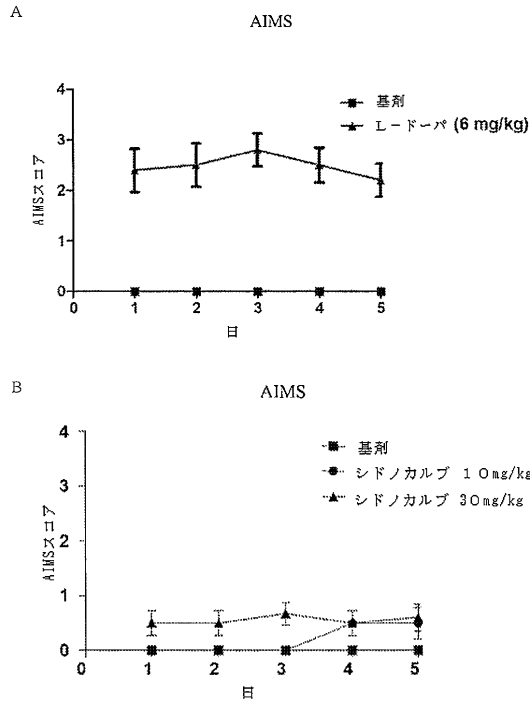 A
AIMS
4
3
2
1
0
AIMSスコア
基剤
L-ドーパ (6 mg/kg)
0 1 2 3 4 5
日
B
AIMS
4
3
2
1
0
AIMSスコア
基剤
シドノカルブ 10mg/kg
シドノカルブ 30mg/kg
0 1 2 3 4 5
日